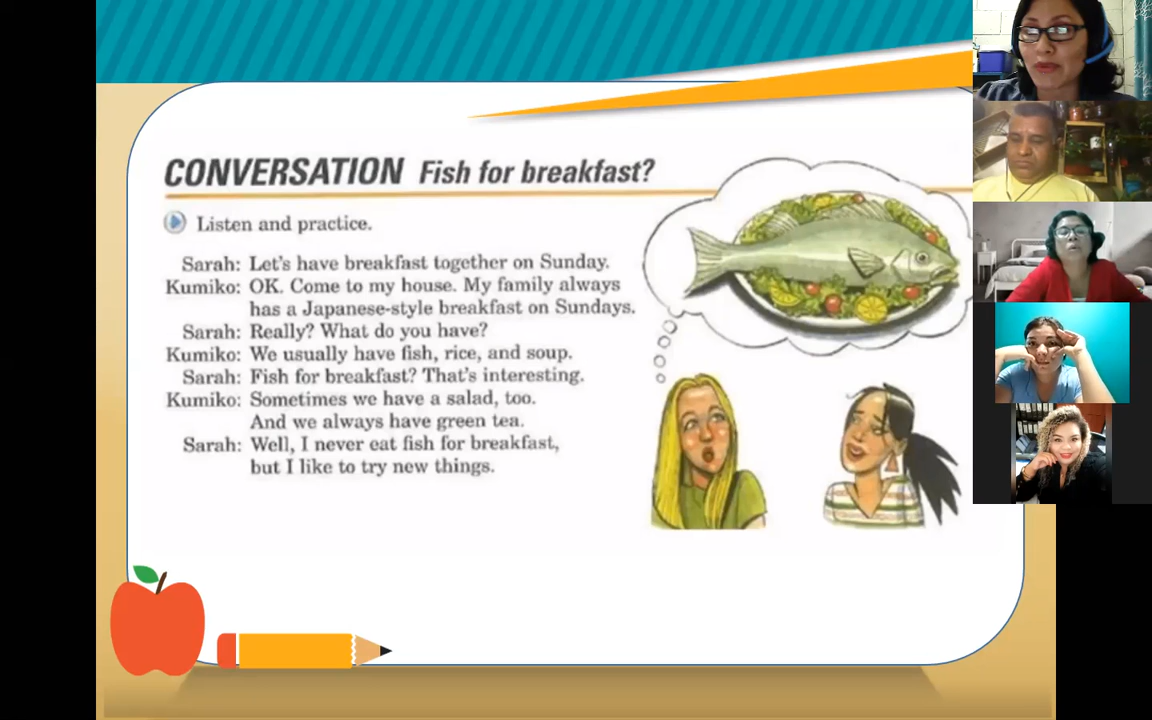 CONVERSATION Fish for breakfast?
Listen and practice.
Sarah: Let's have breakfast together on Sunday.
Kumiko: OK. Come to my house. My family always
has a Japanese-style breakfast on Sundays.
Sarah: Really? What do you have?
Kumiko: We usually have fish, rice, and soup.
Sarah: Fish for breakfast? That's interesting.
Kumiko: Sometimes we have a salad, too.
And we always have green tea.
Sarah: Well, I never eat fish for breakfast,
but I like to try new things.